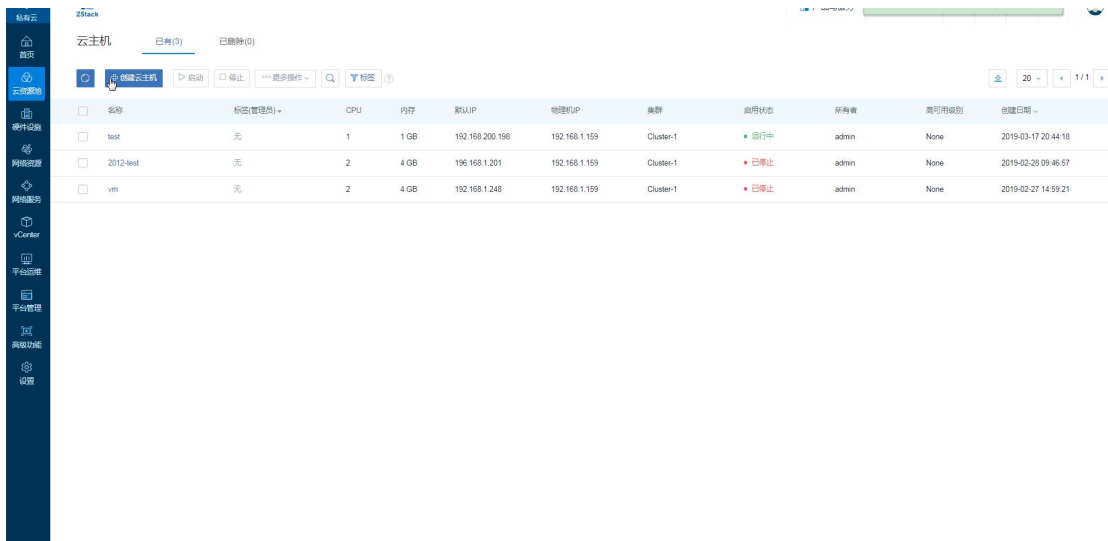 私有云
ZStack
首页
云资源池
硬件设施
网络资源
网络服务
vCenter
平台运维
平台管理
高级功能
设置
云主机 已有(3) 已删除(0)
创建云主机 启动 停止 更多操作 标签 20 1/1
名称 标签(管理员) CPU 内存 默认IP 物理机IP 集群 启用状态 所有者 高可用级别 创建日期
test 无 1 1 GB 192.168.200.198 192.168.1.159 Cluster-1 运行中 admin None 2019-03-17 20:44:18
2012-test 无 2 4 GB 196.168.1.201 192.168.1.159 Cluster-1 已停止 admin None 2019-02-28 09:46:57
vm 无 2 4 GB 192.168.1.248 192.168.1.159 Cluster-1 已停止 admin None 2019-02-27 14:59:21